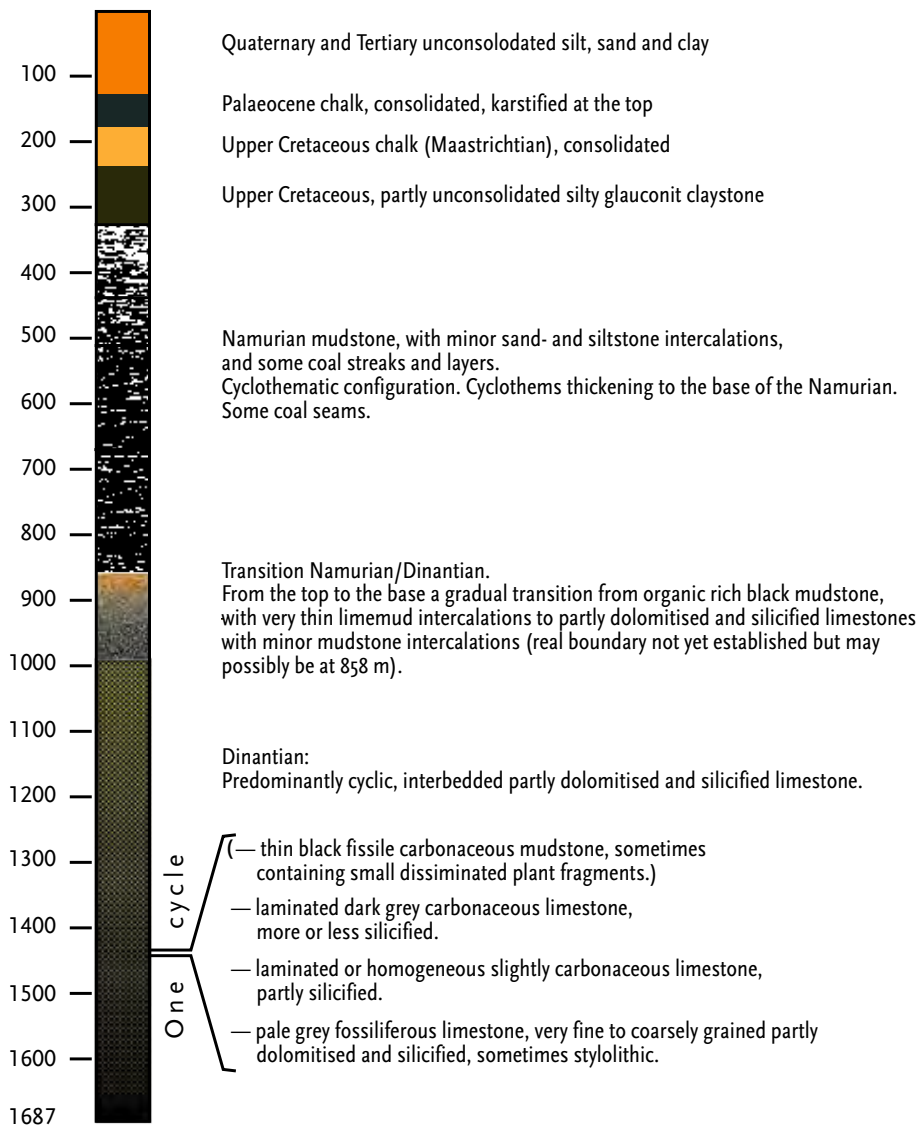 Quaternary and Tertiary unconsolodated silt, sand and clay
100
Palaeocene chalk, consolidated, karstified at the top
200
Upper Cretaceous chalk (Maastrichtian), consolidated
300
Upper Cretaceous, partly unconsolidated silty glauconit claystone
400
500
Namurian mudstone, with minor sand- and siltstone intercalations,
and some coal streaks and layers.
Cyclothematic configuration. Cyclothems thickening to the base of the Namurian.
600
Some coal seams.
700
800
Transition Namurian/Dinantian.
900
From the top to the base a gradual transition from organic rich black mudstone,
with very thin limemud intercalations to partly dolomitised and silicified limestones
with minor mudstone intercalations (real boundary not yet established but may
1000
possibly be at 858 m).
1100
Dinantian:
Predominantly cyclic, interbedded partly dolomitised and silicified limestone.
1200
One cycle
(— thin black fissile carbonaceous mudstone, sometimes
1300
containing small dissiminated plant fragments.)
— laminated dark grey carbonaceous limestone,
1400
more or less silicified.
— laminated or homogeneous slightly carbonaceous limestone,
1500
partly silicified.
— pale grey fossiliferous limestone, very fine to coarsely grained partly
1600
dolomitised and silicified, sometimes stylolithic.
1687